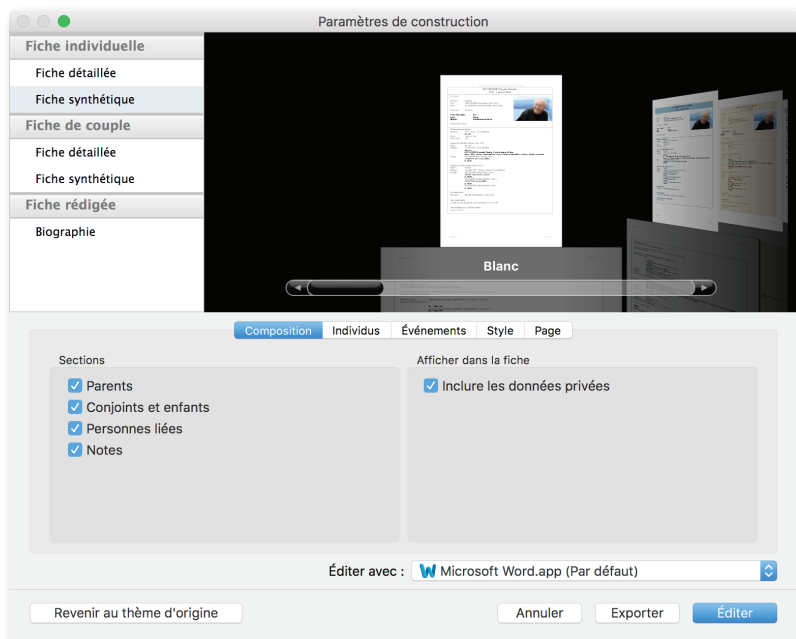 Paramètres de construction
Fiche individuelle
Fiche détaillée
Fiche synthétique
Fiche de couple
Fiche détaillée
Fiche synthétique
Fiche rédigée
Biographie
Blanc
Composition Individus Événements Style Page
Sections
Parents
Conjoints et enfants
Personnes liées
Notes
Afficher dans la fiche
Inclure les données privées
Éditer avec : Microsoft Word.app (Par défaut)
Revenir au thème d'origine Annuler Exporter Éditer